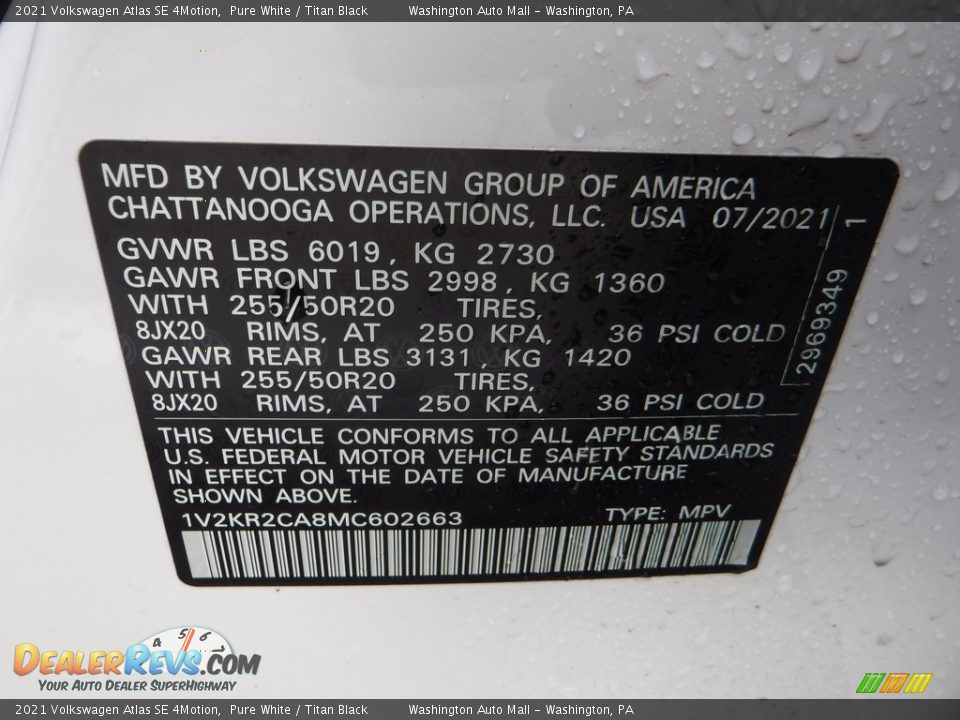 2021 Volkswagen Atlas SE 4Motion, Pure White / Titan Black Washington Auto Mall - Washington, PA
MFD BY VOLKSWAGEN GROUP OF AMERICA
CHATTANOOGA OPERATIONS, LLC. USA 07/2021
GVWR LBS 6019, KG 2730
GAWR FRONT LBS 2998, KG 1360
WITH 255/50R20 TIRES,
8JX20 RIMS, AT 250 KPA, 36 PSI COLD
GAWR REAR LBS 3131, KG 1420
WITH 255/50R20 TIRES,
8JX20 RIMS, AT 250 KPA, 36 PSI COLD
2969349 1
THIS VEHICLE CONFORMS TO ALL APPLICABLE
U.S. FEDERAL MOTOR VEHICLE SAFETY STANDARDS
IN EFFECT ON THE DATE OF MANUFACTURE
SHOWN ABOVE.
1V2KR2CA8MC602663 TYPE: MPV
4 5 6
DEALERREVS.COM
YOUR AUTO DEALER SUPERHIGHWAY
2021 Volkswagen Atlas SE 4Motion, Pure White / Titan Black Washington Auto Mall - Washington, PA